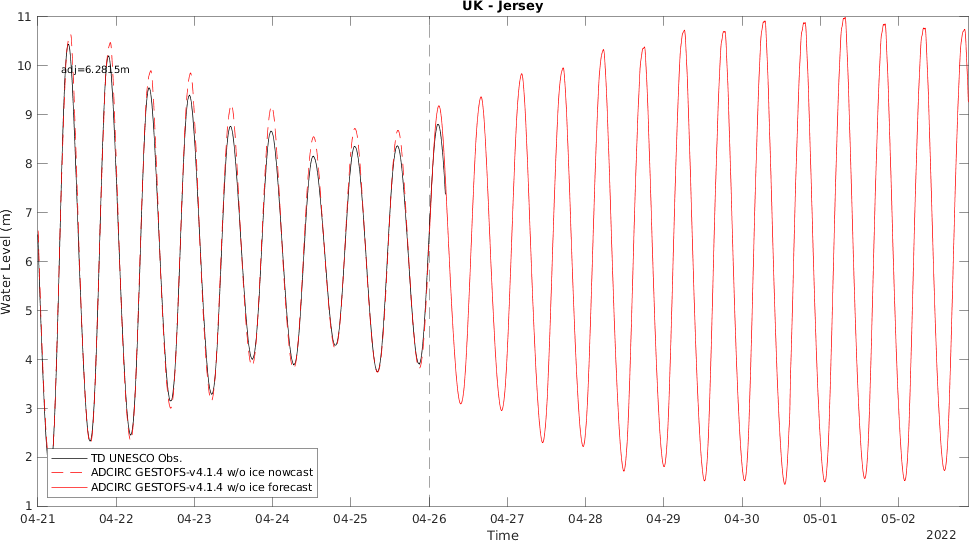 UK - Jersey
11
10
9
8
7
6
5
4
3
2
1
Water Level (m)
adj=6.2815m
TD UNESCO Obs.
ADCIRC GESTOFS-v4.1.4 w/o ice nowcast
ADCIRC GESTOFS-v4.1.4 w/o ice forecast
04-21 04-22 04-23 04-24 04-25 04-26 04-27 04-28 04-29 04-30 05-01 05-02
Time
2022